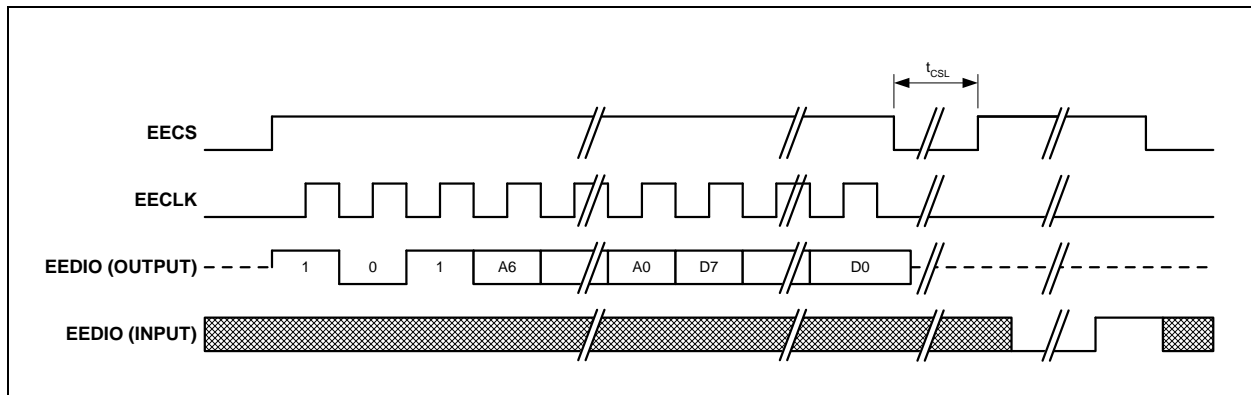 tCSL
EECS
EECLK
EEDIO (OUTPUT) 1 0 1 A6 A0 D7 D0
EEDIO (INPUT)